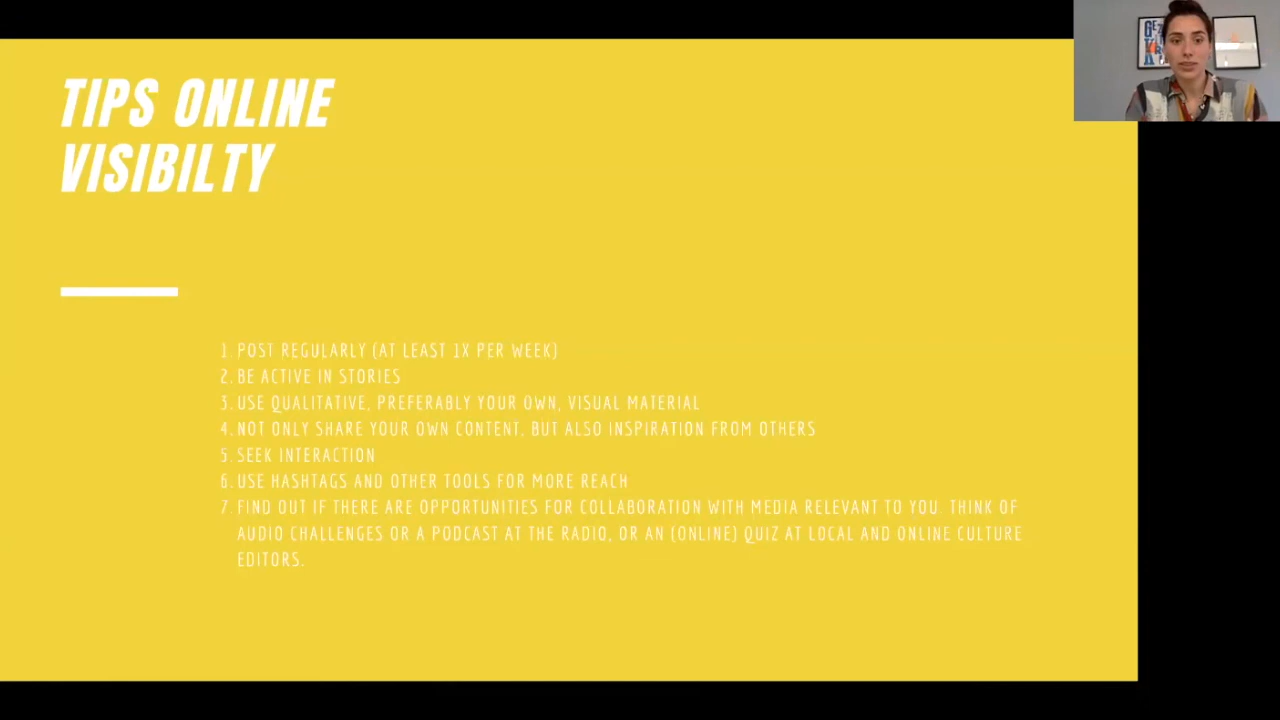 TIPS ONLINE
VISIBILTY
1. POST REGULARLY (AT LEAST 1X PER WEEK)
2. BE ACTIVE IN STORIES
3. USE QUALITATIVE, PREFERABLY YOUR OWN, VISUAL MATERIAL
4. NOT ONLY SHARE YOUR OWN CONTENT, BUT ALSO INSPIRATION FROM OTHERS
5. SEEK INTERACTION
6. USE HASHTAGS AND OTHER TOOLS FOR MORE REACH
7. FIND OUT IF THERE ARE OPPORTUNITIES FOR COLLABORATION WITH MEDIA RELEVANT TO YOU. THINK OF
AUDIO CHALLENGES OR A PODCAST AT THE RADIO, OR AN (ONLINE) QUIZ AT LOCAL AND ONLINE CULTURE
EDITORS.